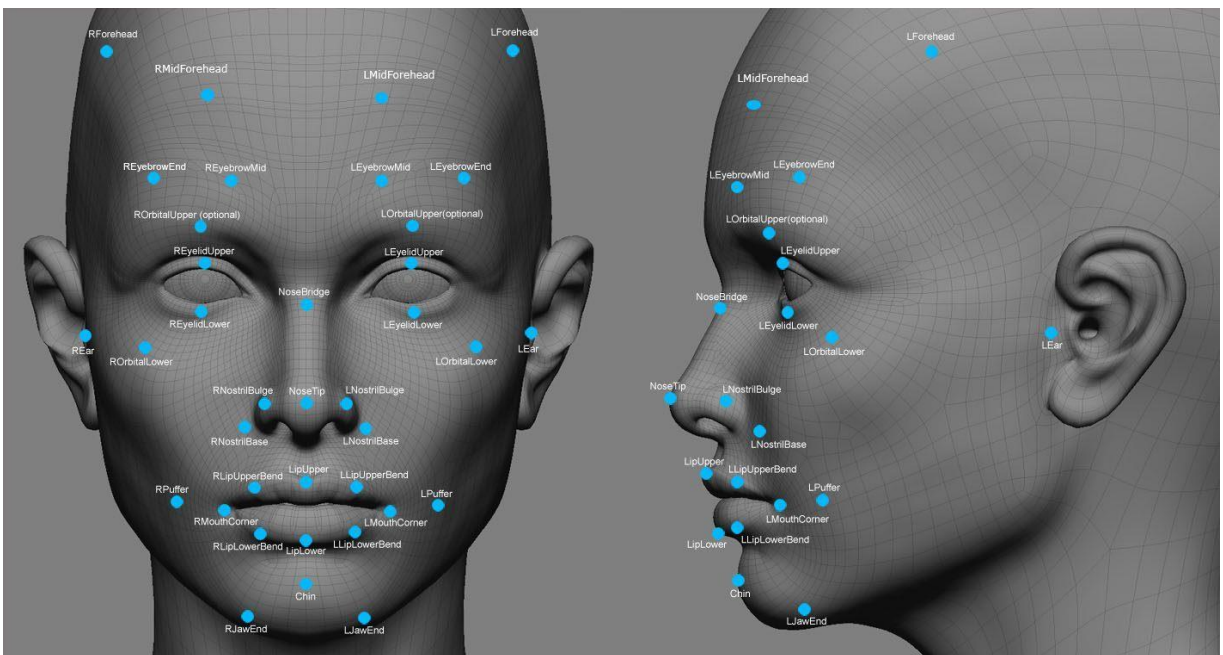 RForehead
LForehead
RMidForehead
LMidForehead
REyebrowEnd
REyebrowMid
LEyebrowMid
LEyebrowEnd
ROrbitalUpper (optional)
LOrbitalUpper(optional)
REyelidUpper
LEyelidUpper
NoseBridge
REyelidLower
LEyelidLower
REar
LEar
ROrbitalLower
LOrbitalLower
RNostrilBulge
NoseTip
LNostrilBulge
RNostrilBase
LNostrilBase
LipUpper
RLipUpperBend
LLipUpperBend
RPuffer
LPuffer
RMouthCorner
LMouthCorner
RLipLowerBend
LipLower
LLipLowerBend
Chin
RJawEnd
LJawEnd
LForehead
LMidForehead
LEyebrowEnd
LEyebrowMid
LOrbitalUpper(optional)
LEyelidUpper
NoseBridge
LEyelidLower
LOrbitalLower
LEar
NoseTip
LNostrilBulge
LNostrilBase
LipUpper
LLipUpperBend
LPuffer
LMouthCorner
LipLower
LLipLowerBend
Chin
LJawEnd